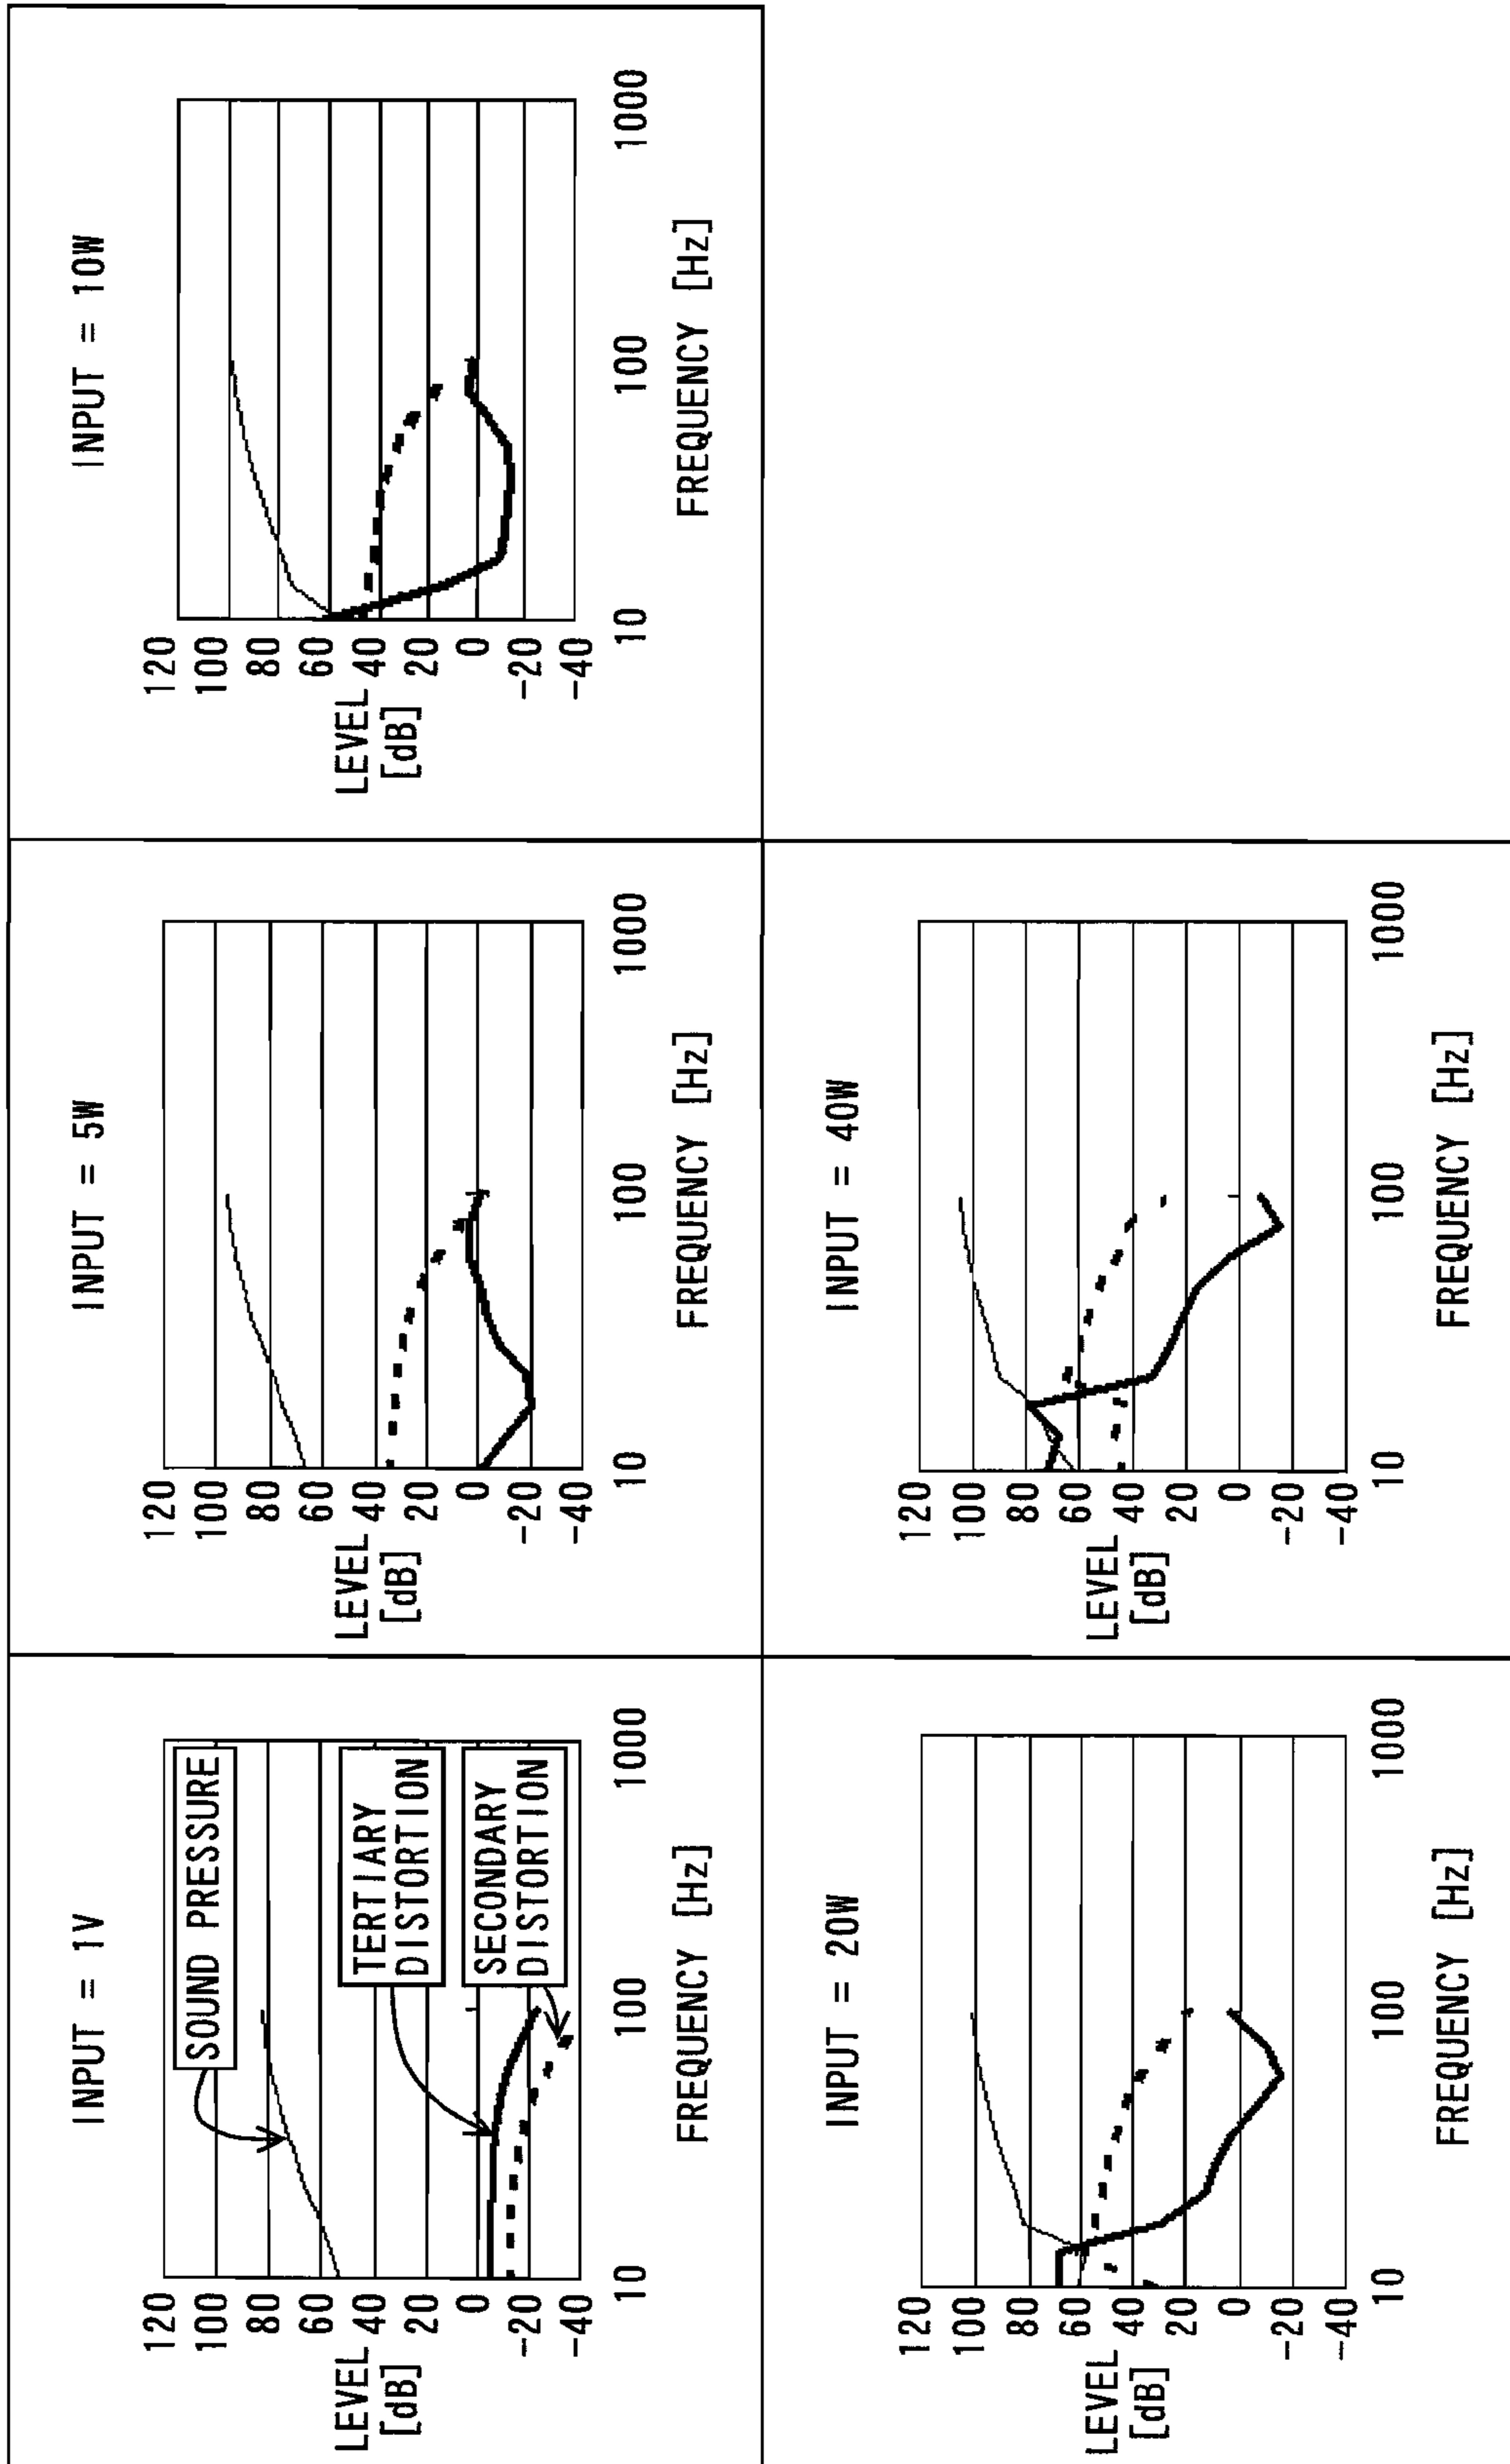 INPUT = 1V
120
100
80
60
LEVEL 40
[dB]
20
0
-20
-40
10
100
1000
FREQUENCY [Hz]
SOUND PRESSURE
TERTIARY
DISTORTION
SECONDARY
DISTORTION
INPUT = 5W
120
100
80
60
LEVEL 40
[dB]
20
0
-20
-40
10
100
1000
FREQUENCY [Hz]
INPUT = 10W
120
100
80
60
LEVEL 40
[dB]
20
0
-20
-40
10
100
1000
FREQUENCY [Hz]
INPUT = 20W
120
100
80
60
LEVEL 40
[dB]
20
0
-20
-40
10
100
1000
FREQUENCY [Hz]
INPUT = 40W
120
100
80
60
LEVEL 40
[dB]
20
0
-20
-40
10
100
1000
FREQUENCY [Hz]